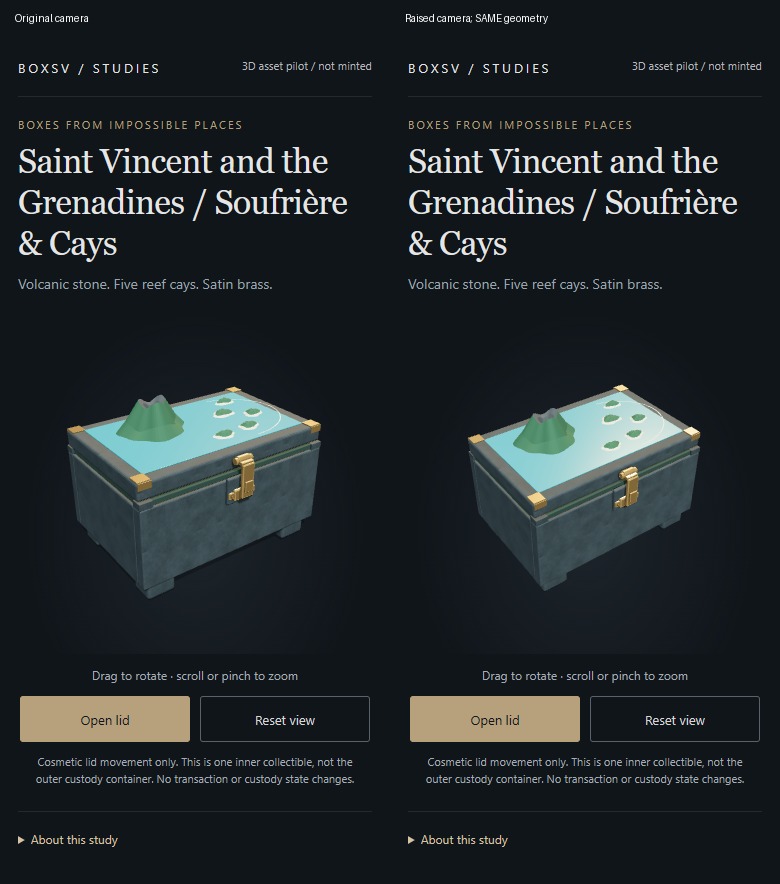 Original camera
BOXSV / STUDIES
3D asset pilot / not minted
BOXES FROM IMPOSSIBLE PLACES
Saint Vincent and the
Grenadines / Soufrière
& Cays
Volcanic stone. Five reef cays. Satin brass.
Drag to rotate · scroll or pinch to zoom
Open lid
Reset view
Cosmetic lid movement only. This is one inner collectible, not the
outer custody container. No transaction or custody state changes.
▶ About this study
Raised camera; SAME geometry
BOXSV / STUDIES
3D asset pilot / not minted
BOXES FROM IMPOSSIBLE PLACES
Saint Vincent and the
Grenadines / Soufrière
& Cays
Volcanic stone. Five reef cays. Satin brass.
Drag to rotate · scroll or pinch to zoom
Open lid
Reset view
Cosmetic lid movement only. This is one inner collectible, not the
outer custody container. No transaction or custody state changes.
▶ About this study